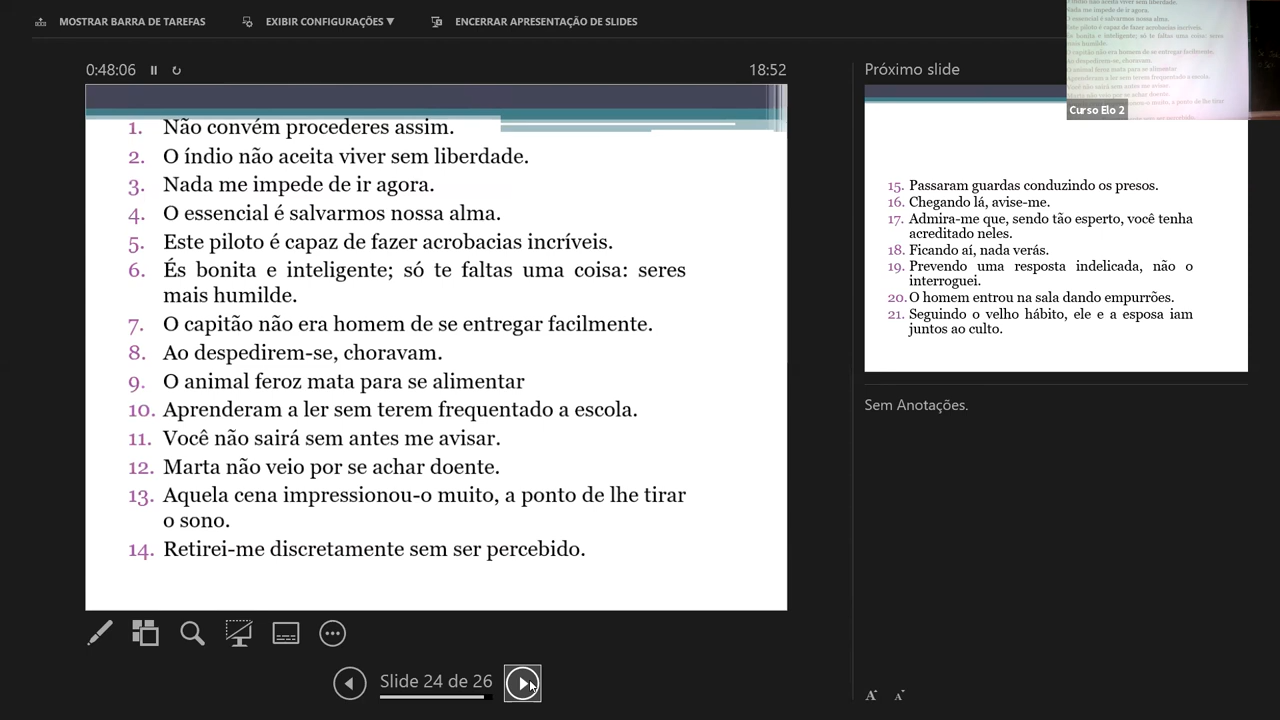 MOSTRAR BARRA DE TAREFAS
EXIBIR CONFIGURAÇÕES ▼
ENCERRAR APRESENTAÇÃO DE SLIDES
0:48:06
18:52
1. Não convém procederes assim.
2. O índio não aceita viver sem liberdade.
3. Nada me impede de ir agora.
4. O essencial é salvarmos nossa alma.
5. Este piloto é capaz de fazer acrobacias incríveis.
6. És bonita e inteligente; só te faltas uma coisa: seres
mais humilde.
7. O capitão não era homem de se entregar facilmente.
8. Ao despedirem-se, choravam.
9. O animal feroz mata para se alimentar
10. Aprenderam a ler sem terem frequentado a escola.
11. Você não sairá sem antes me avisar.
12. Marta não veio por se achar doente.
13. Aquela cena impressionou-o muito, a ponto de lhe tirar
o sono.
14. Retirei-me discretamente sem ser percebido.
Slide 24 de 26
slide
Curso Elo 2
15. Passaram guardas conduzindo os presos.
16. Chegando lá, avise-me.
17. Admira-me que, sendo tão esperto, você tenha
acreditado neles.
18. Ficando aí, nada verás.
19. Prevendo uma resposta indelicada, não o
interroguei.
20. O homem entrou na sala dando empurrões.
21. Seguindo o velho hábito, ele e a esposa iam
juntos ao culto.
Sem Anotações.
A A